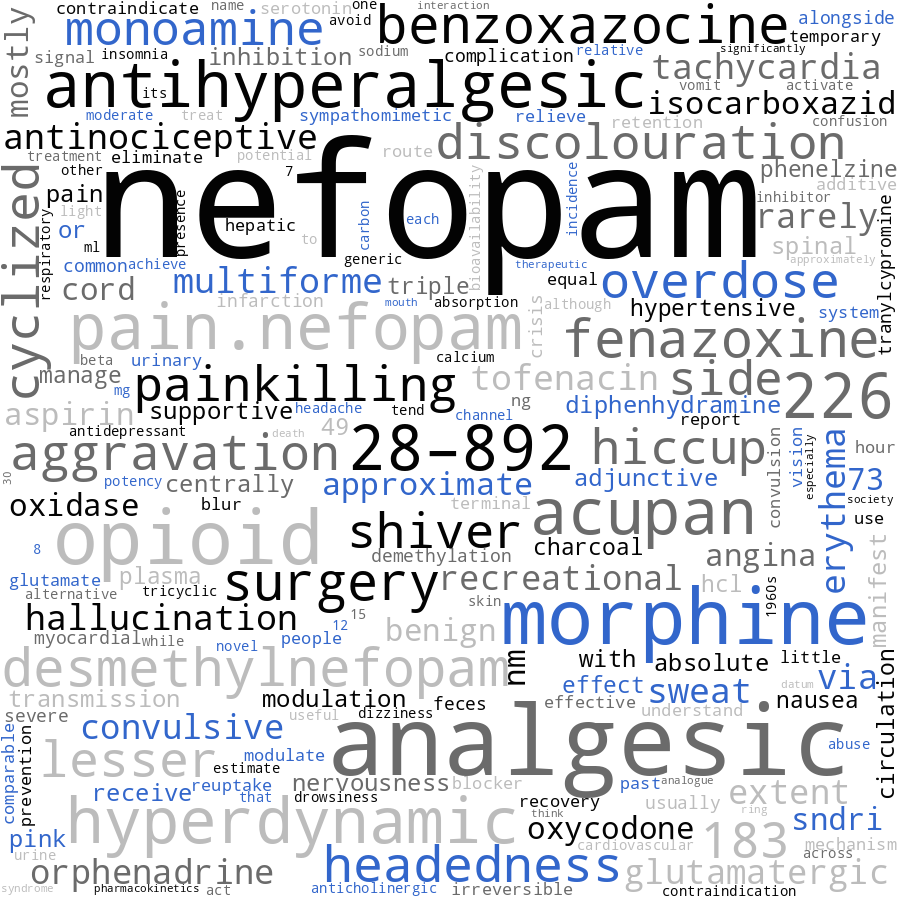 contraindicate name serotonin one interaction
mostly
monoamine
avoid
benzoxazocine
alongside
temporary
signal insomnia inhibition sodium complication relative significantly
antihyperalgesic
its
tachycardia
vomit activate
isocarboxazid
moderate treat sympathomimetic relieve retention confusion
antinociceptive
discolouration
treatment eliminate potential route
other 7
phenelzine
additive
cyclized
pain
nefopam
inhibitor
light
presence
rarely
respiratory
or
hepatic
carbon
each
incidence
bioavailability
tranylcypromine
ml
to
spinal
generic
approximately
common achieve
therapeutic
multiforme
triple
equal
overdose
cord
infarction
mouth absorption
although
hypertensive
system
crisis
pain.nefopam
fenazoxine
beta urinary
calcium
manage
mg
painkilling
tofenacin
side
226
aspirin
supportive headache tend
ng
channel
diphenhydramine
report
antidepressant
death
49
aggravation
28-892
hiccup
convulsion
vision
especially
erythema
hour
30
potency centrally
approximate
adjunctive
73
society
oxidase
blur
terminal
acupan
use
8
opioid
shiver
demethylation
charcoal
angina
manifest
glutamate plasma
alternative
tricyclic
surgery
recreational
hcl
1960s
skin
hallucination
12 15
morphine
myocardial while
novel people
benign
desmethylnefopam
nm
with absolute little
datum
via
transmission
modulation feces
effect
sweat
effective
nausea
circulation
severe
useful dizziness
understand
comparable
prevention
convulsive
analgesic
abuse
lesser
modulate
estimate
nervousness blocker
past analogue
receive reuptake
that drowsiness
recovery
usually
extent
think
ring
hyperdynamic
oxycodone
183
sndri
pink
cardiovascular
mechanism
urine
across
orphenadrine
headedness
glutamatergic
syndrome pharmacokinetics act anticholinergic irreversible contraindication